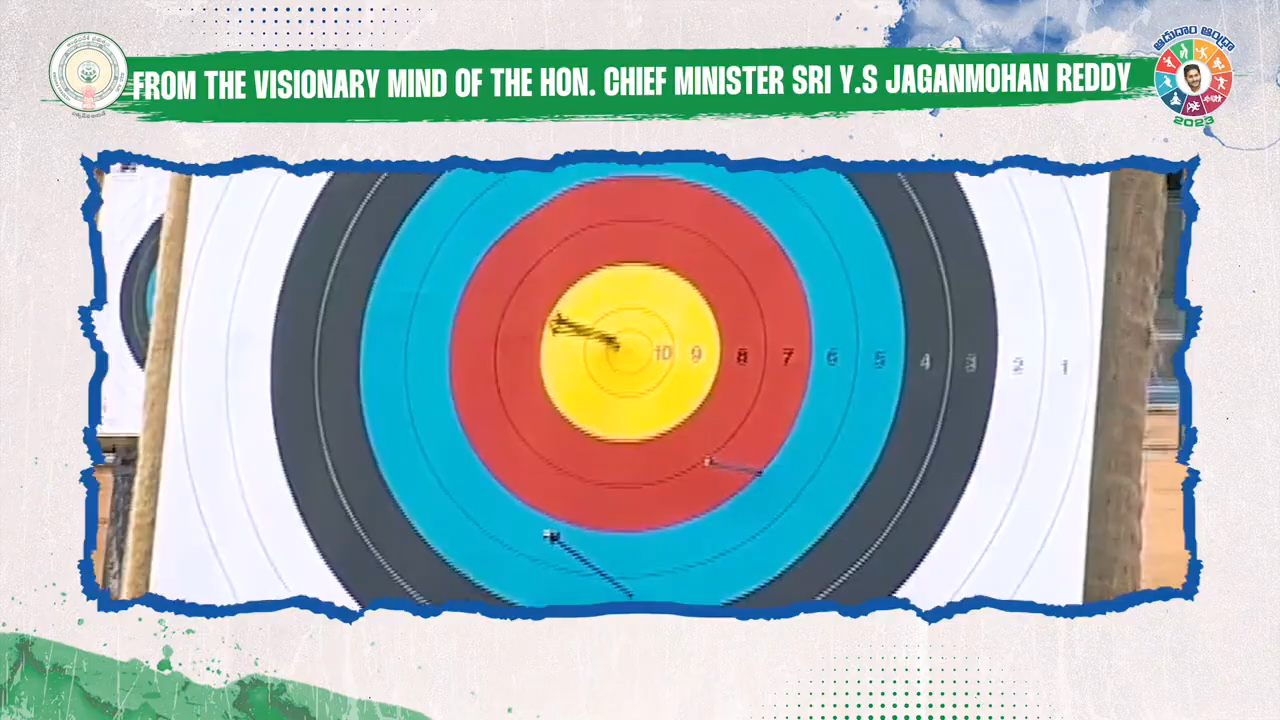 FROM THE VISIONARY MIND OF THE HON. CHIEF MINISTER SRI Y.S JAGANMOHAN REDDY
ఆడుదాం ఆంధ్రా
2023
10 9 8 7 6 5 4 3 2 1